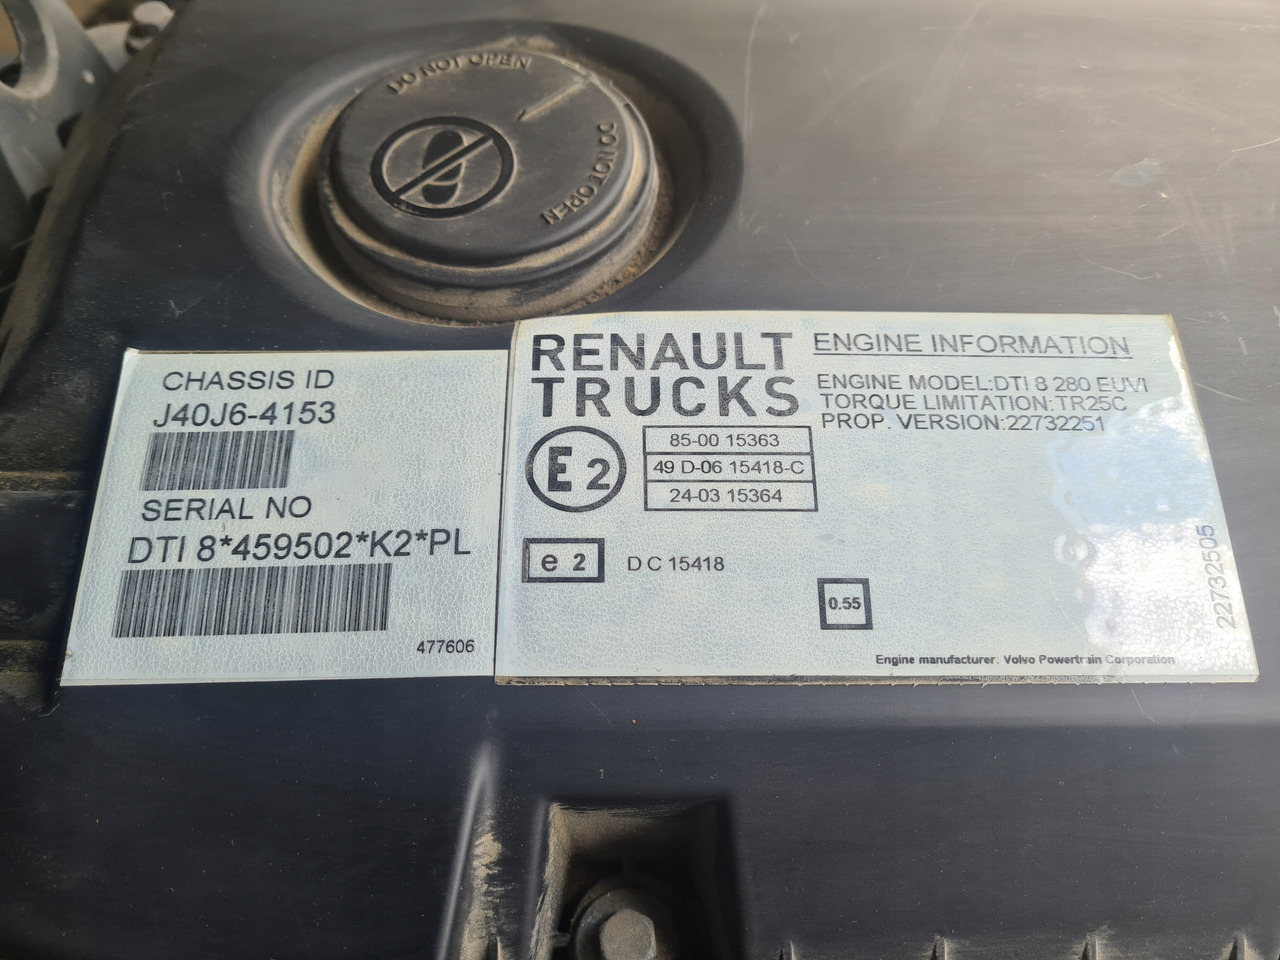 DO NOT OPEN
DO NOT OPEN
CHASSIS ID
J40J6-4153
SERIAL NO
DTI 8*459502*K2*PL
477606
RENAULT
TRUCKS
ENGINE INFORMATION
ENGINE MODEL:DTI 8 280 EUVI
TORQUE LIMITATION:TR25C
PROP. VERSION:22732251
E2
85-00 15363
49 D-06 15418-C
24-03 15364
e 2
D C 15418
0.55
22732505
Engine manufacturer: Volvo Powertrain Corporation